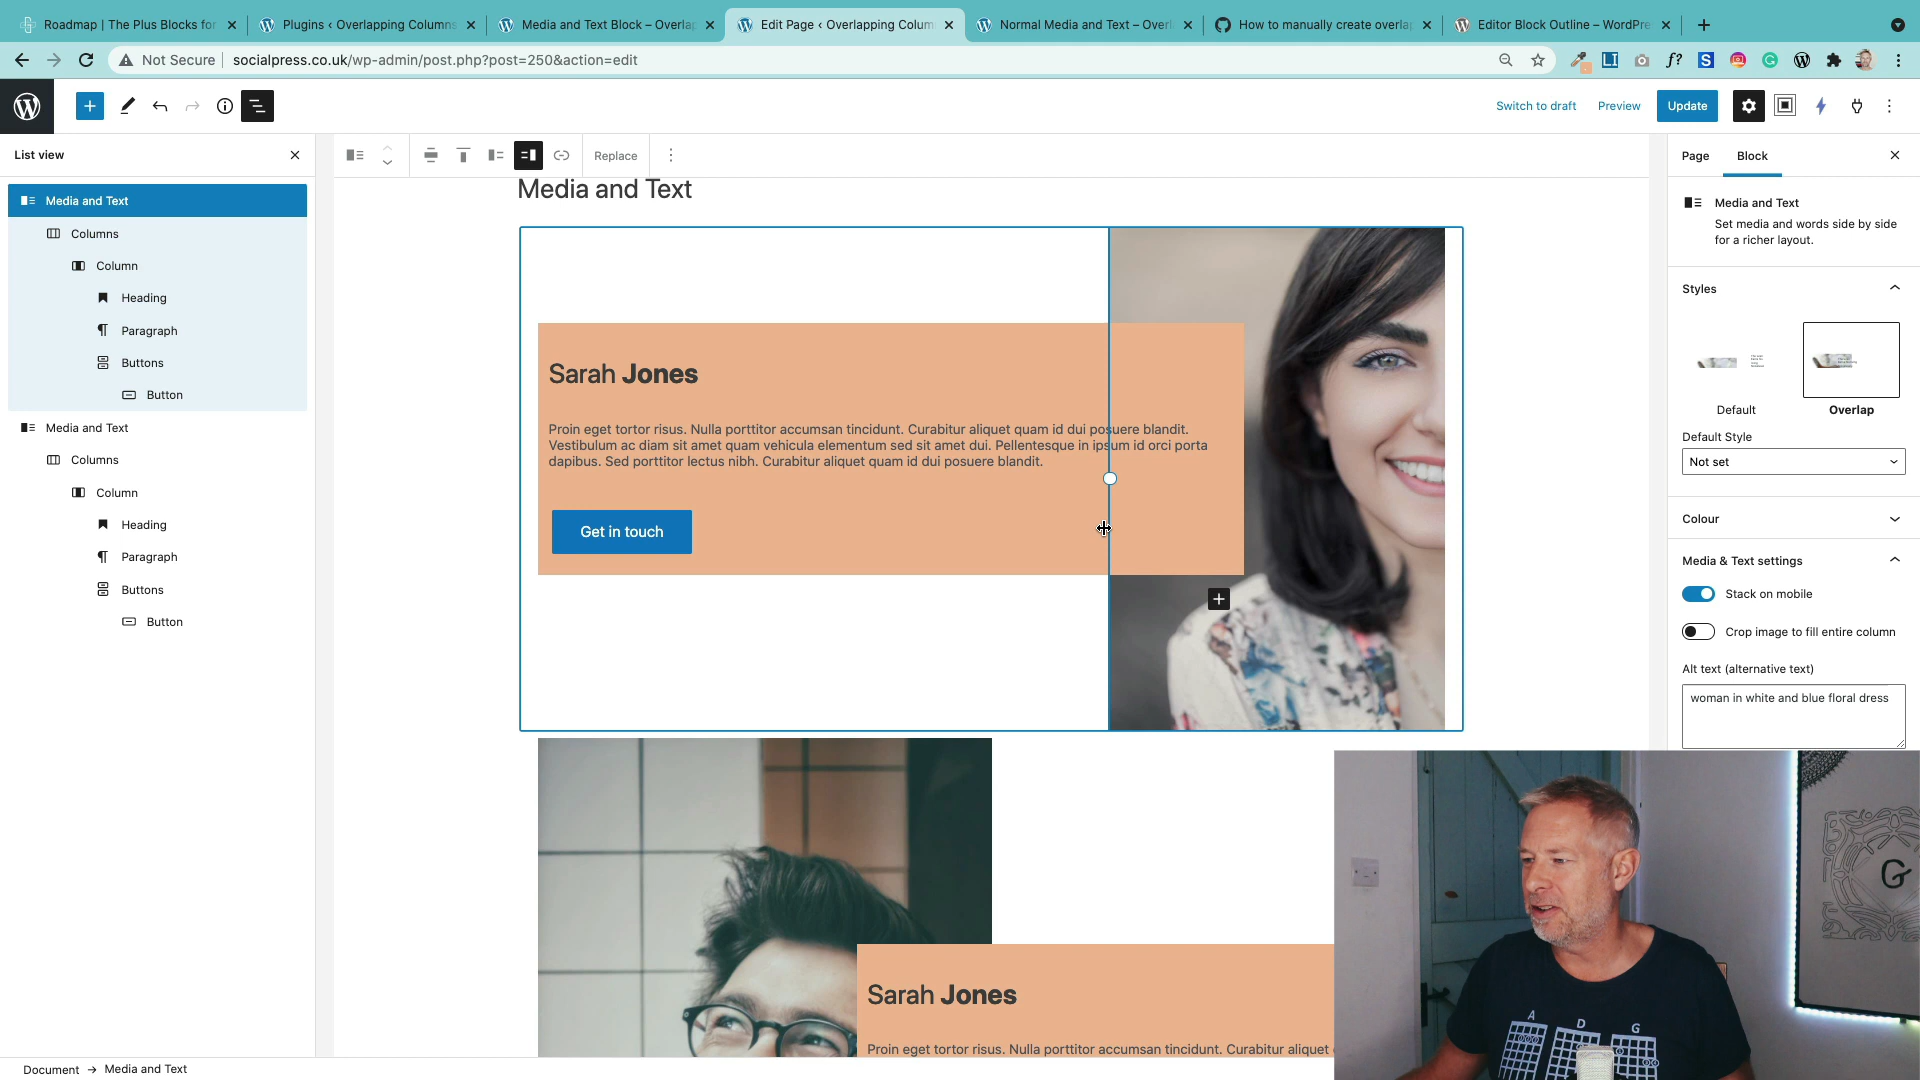 Roadmap | The Plus Blocks for
Plugins ‹ Overlapping Columns
Media and Text Block – Overla
Edit Page ‹ Overlapping Colum
Normal Media and Text – Overl
How to manually create overla
Editor Block Outline – WordPre
Not Secure
socialpress.co.uk/wp-admin/post.php?post=250&action=edit
Switch to draft
Preview
Update
List view
Replace
Page
Block
Media and Text
Media and Text
Columns
Column
Heading
Paragraph
Buttons
Button
Media and Text
Columns
Column
Heading
Paragraph
Buttons
Button
Sarah Jones
Proin eget tortor risus. Nulla porttitor accumsan tincidunt. Curabitur aliquet quam id dui posuere blandit.
Vestibulum ac diam sit amet quam vehicula elementum sed sit amet dui. Pellentesque in ipsum id orci porta
dapibus. Sed porttitor lectus nibh. Curabitur aliquet quam id dui posuere blandit.
Get in touch
Sarah Jones
Proin eget tortor risus. Nulla porttitor accumsan tincidunt. Curabitur aliquet
Media and Text
Set media and words side by side
for a richer layout.
Styles
Default
Overlap
Default Style
Not set
Colour
Media & Text settings
Stack on mobile
Crop image to fill entire column
Alt text (alternative text)
woman in white and blue floral dress
A D G
G
Document → Media and Text